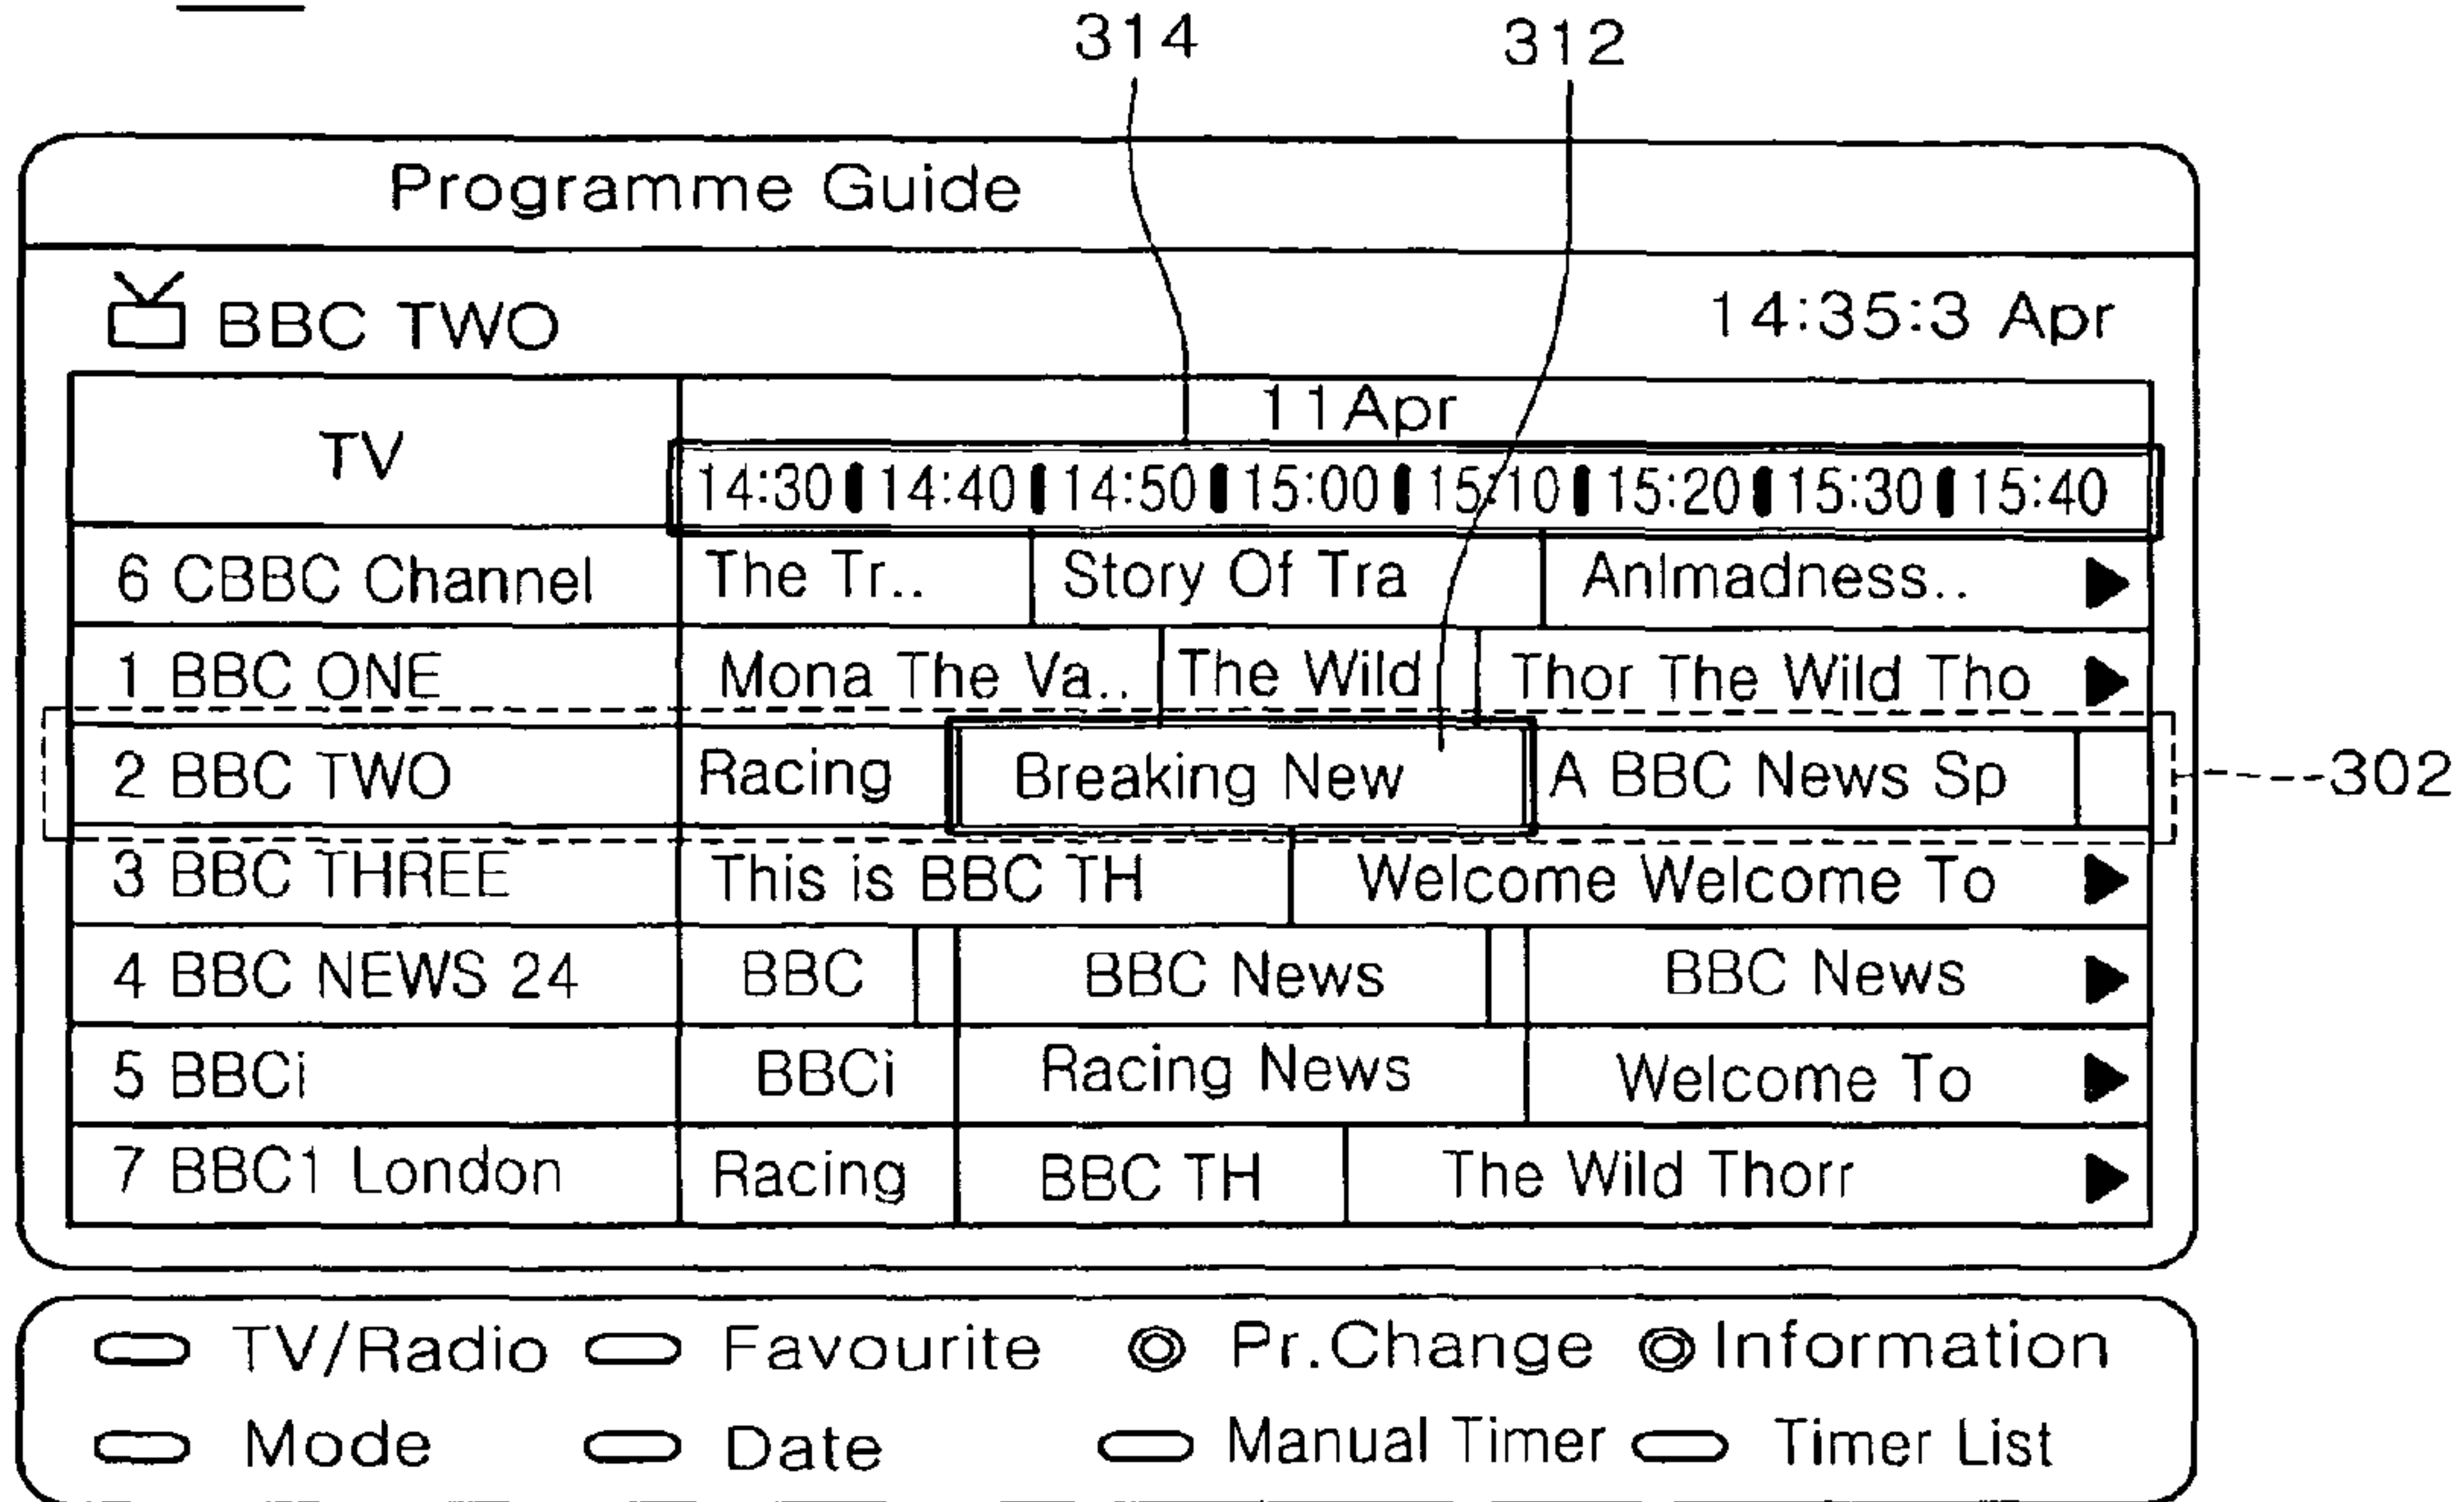 314 312
Programme Guide
BBC TWO 14:35:3 Apr
TV 11Apr
14:30 14:40 14:50 15:00 15:10 15:20 15:30 15:40
6 CBBC Channel The Tr.. Story Of Tra AnImadness..
1 BBC ONE Mona The Va.. The Wild Thor The Wild Tho
2 BBC TWO Racing Breaking New A BBC News Sp 302
3 BBC THREE This is BBC TH Welcome Welcome To
4 BBC NEWS 24 BBC BBC News BBC News
5 BBCi BBCi Racing News Welcome To
7 BBC1 London Racing BBC TH The Wild Thorr
TV/Radio Favourite Pr.Change Information
Mode Date Manual Timer Timer List